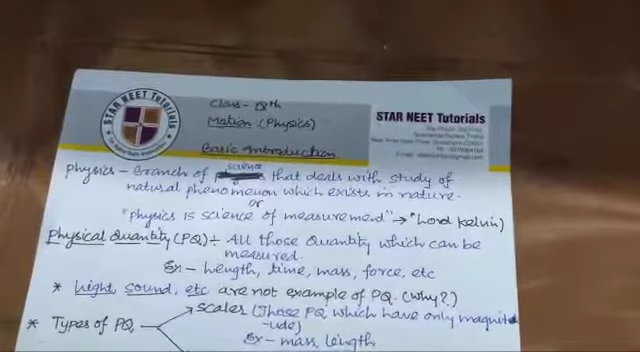 STAR NEET Tutorials
Class- 9th
Motion :(Physics)
Basic Introduction
STAR NEET Tutorials
Physics - Branch of science that deals with study of
natural phenomenon which exists in nature.
or
"Physics is science of measurement" → "Lord Kelvin)
Physical Quantity (PQ) ÷ All those Quantity which can be
measured.
Ex - Length, time, mass, force, etc
* Light, Sound, etc are not example of PQ. (Why?)
* Types of PQ
Scalar (Those PQ which have only magnit
-ude)
Ex - mass, length